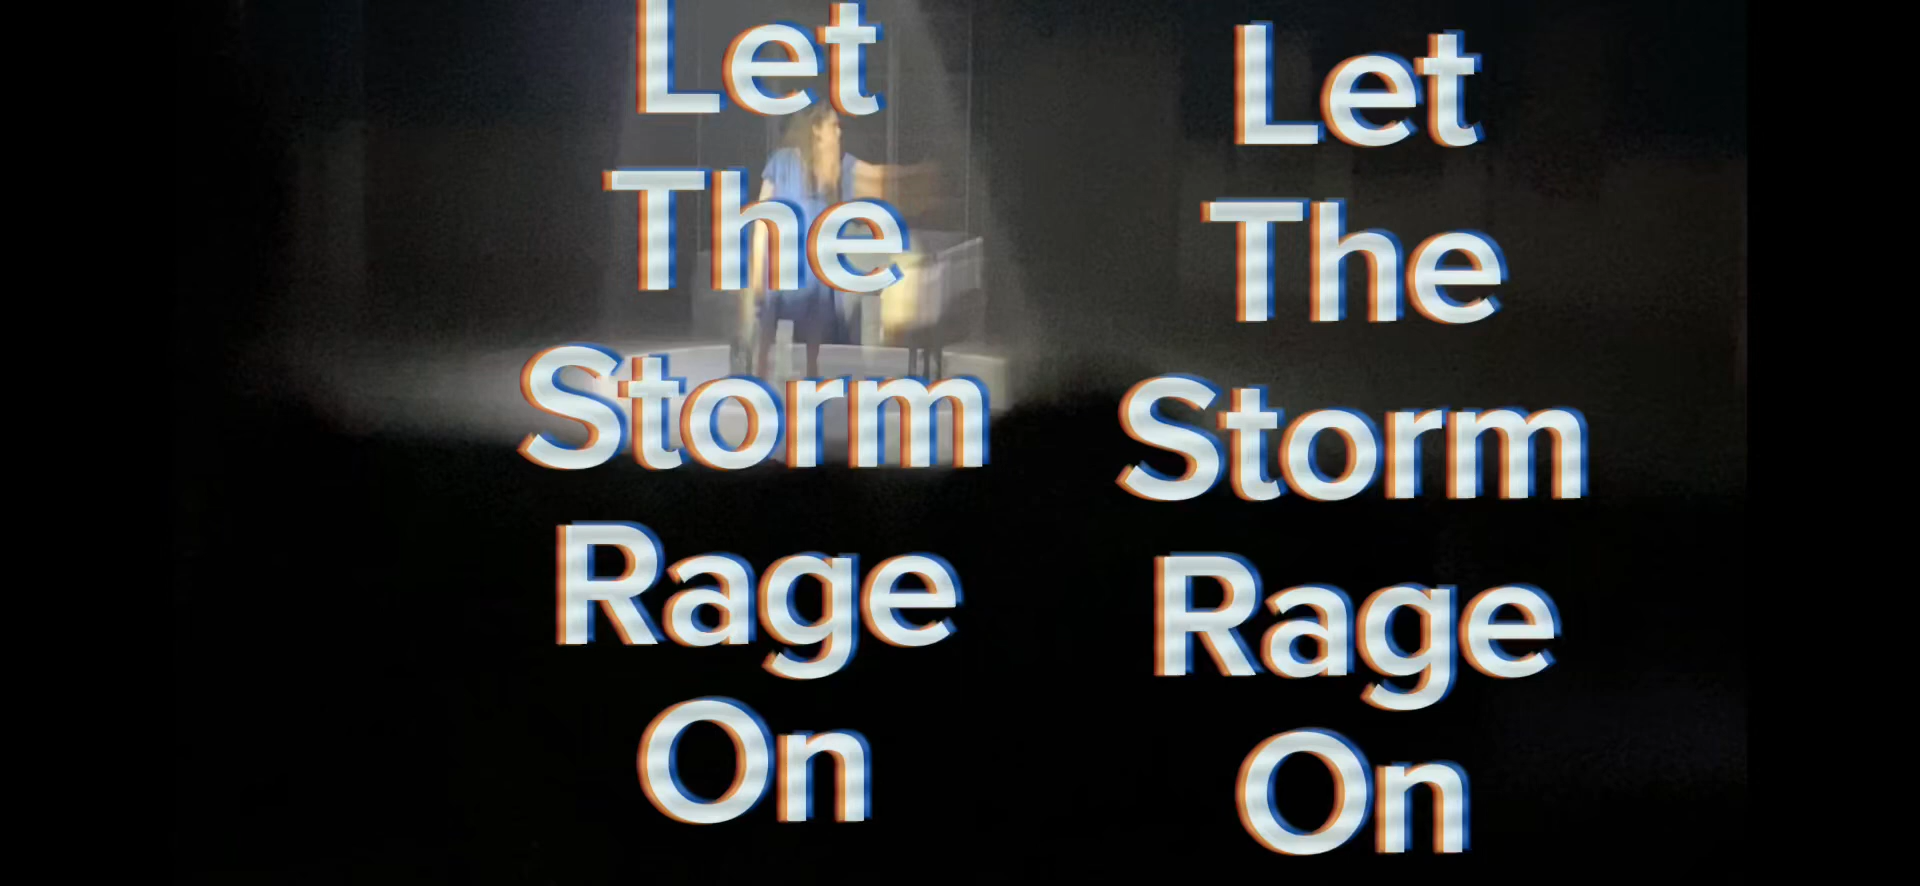 Let
The
Storm
Rage
On
Let
The
Storm
Rage
On